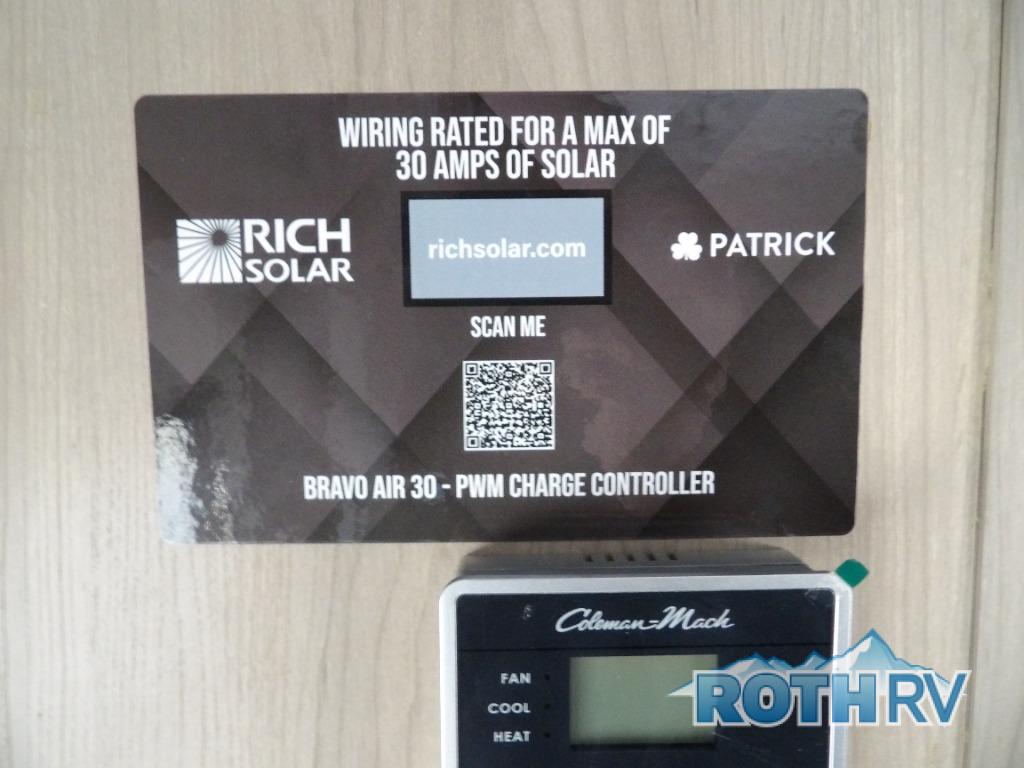 WIRING RATED FOR A MAX OF
30 AMPS OF SOLAR
RICH
SOLAR
richsolar.com
PATRICK
SCAN ME
BRAVO AIR 30 - PWM CHARGE CONTROLLER
Coleman-Mach
FAN
COOL
HEAT
ROTH RV